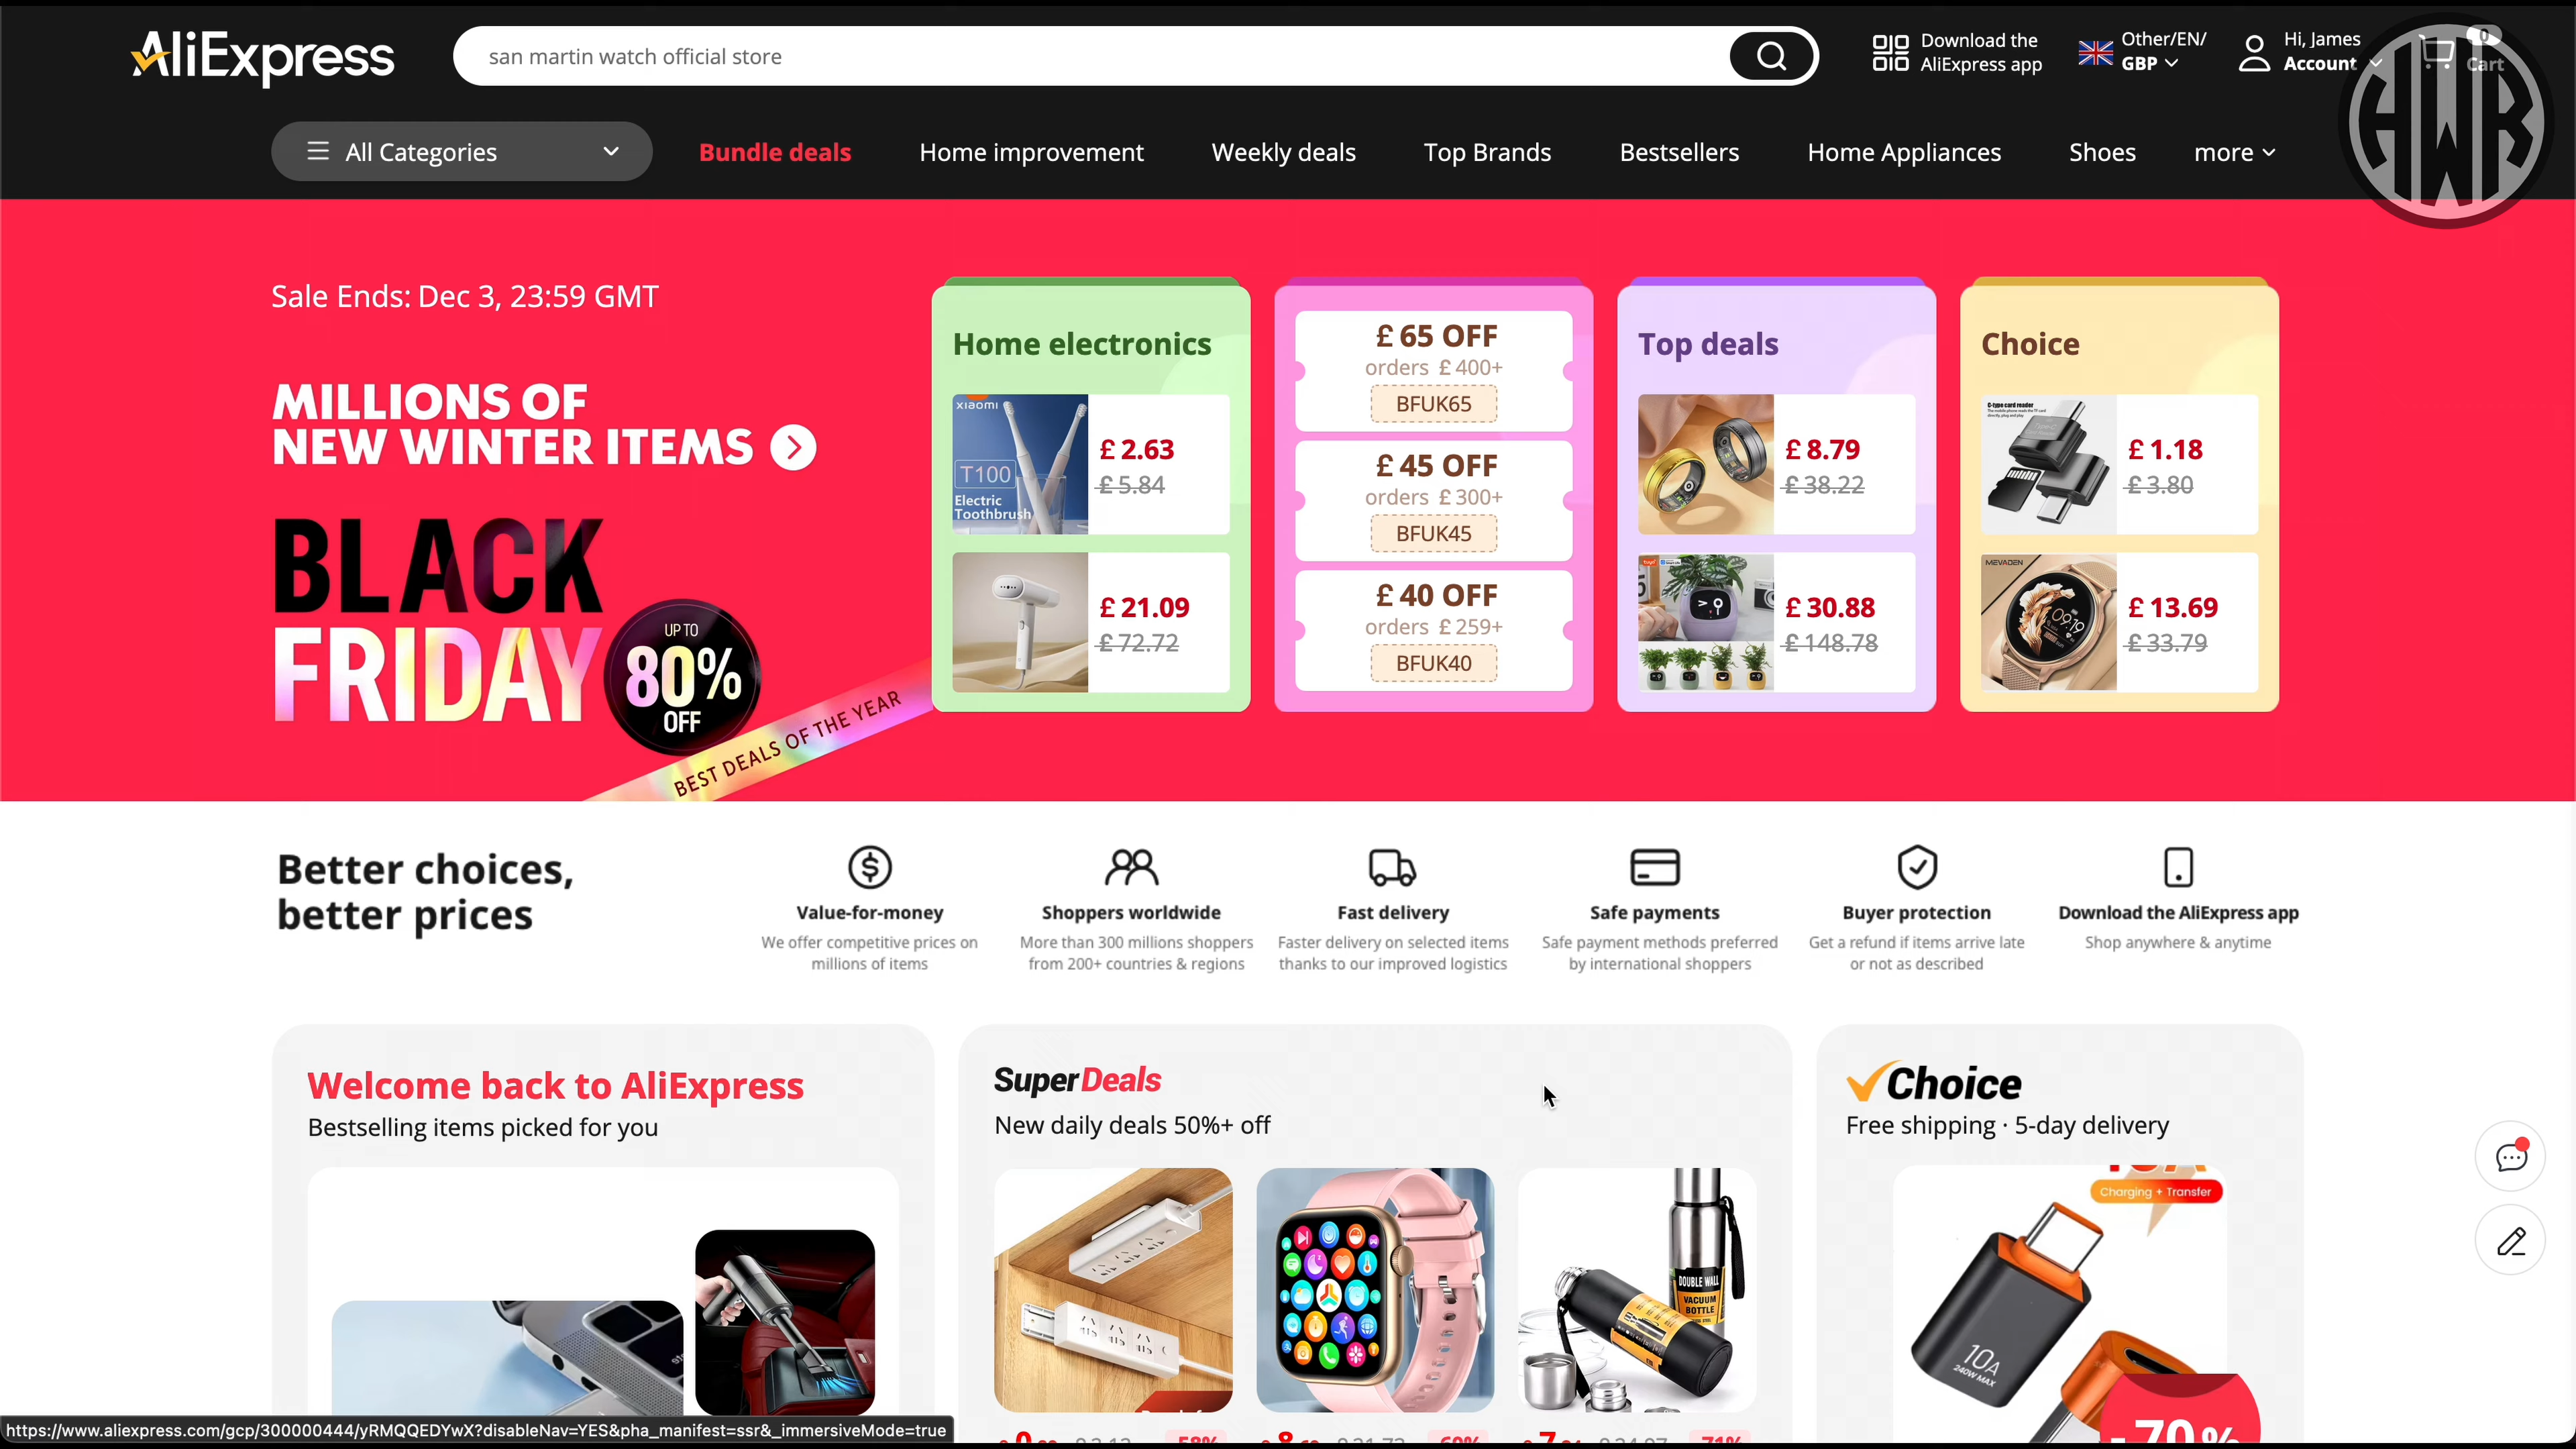 AliExpress
san martin watch official store
Download the
AliExpress app
Other/EN/
GBP
Hi, James
Account
0
Cart
HWR
All Categories
Bundle deals
Home improvement
Weekly deals
Top Brands
Bestsellers
Home Appliances
Shoes
more
Sale Ends: Dec 3, 23:59 GMT
MILLIONS OF
NEW WINTER ITEMS
BLACK
FRIDAY
UP TO
80%
OFF
BEST DEALS OF THE YEAR
Home electronics
xiaomi
T100
Electric
Toothbrush
£2.63
£5.84
£21.09
£72.72
£65 OFF
orders £400+
BFUK65
£45 OFF
orders £300+
BFUK45
£40 OFF
orders £259+
BFUK40
Top deals
£8.79
£38.22
£30.88
£148.78
Choice
C-type card reader
£1.18
£3.80
MEVADEN
09:19
£13.69
£33.79
Better choices,
better prices
Value-for-money
We offer competitive prices on
millions of items
Shoppers worldwide
More than 300 millions shoppers
from 200+ countries & regions
Fast delivery
Faster delivery on selected items
thanks to our improved logistics
Safe payments
Safe payment methods preferred
by international shoppers
Buyer protection
Get a refund if items arrive late
or not as described
Download the AliExpress app
Shop anywhere & anytime
Welcome back to AliExpress
Bestselling items picked for you
SuperDeals
New daily deals 50%+ off
DOUBLE WALL
VACUUM
BOTTLE
Choice
Free shipping · 5-day delivery
Charging + Transfer
10A
240W MAX
-70%
https://www.aliexpress.com/gcp/300000444/yRMQQEDYwX?disableNav=YES&pha_manifest=ssr&_immersiveMode=true